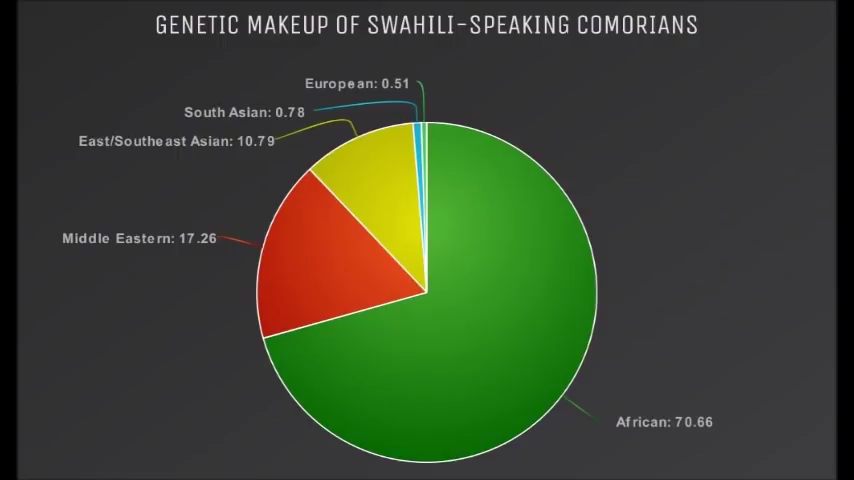 GENETIC MAKEUP OF SWAHILI-SPEAKING COMORIANS
European: 0.51
South Asian: 0.78
East/Southeast Asian: 10.79
Middle Eastern: 17.26
African: 70.66